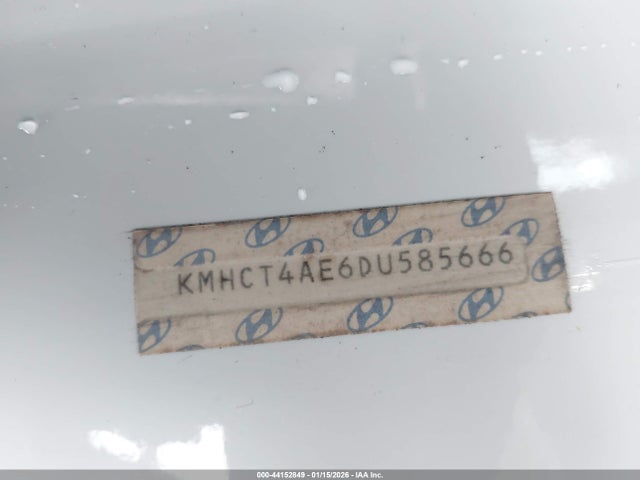 KMHCT4AE6DU585666
000-44152849 - 01/15/2026 - IAA Inc.